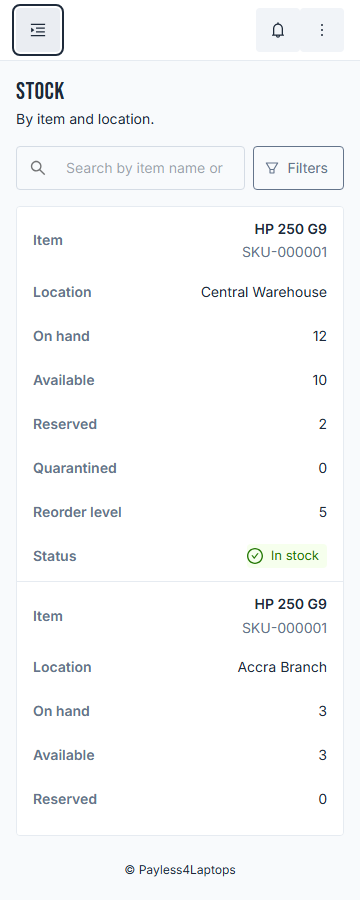 STOCK
By item and location.
Search by item name or
Filters
Item
HP 250 G9
SKU-000001
Location
Central Warehouse
On hand
12
Available
10
Reserved
2
Quarantined
0
Reorder level
5
Status
In stock
Item
HP 250 G9
SKU-000001
Location
Accra Branch
On hand
3
Available
3
Reserved
0
© Payless4Laptops